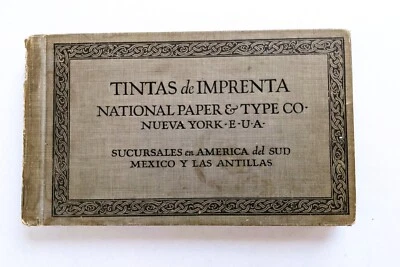 TINTAS de IMPRENTA
NATIONAL PAPER & TYPE CO·
NUEVA YORK·E·U·A·
SUCURSALES en AMERICA del SUD
MEXICO Y LAS ANTILLAS